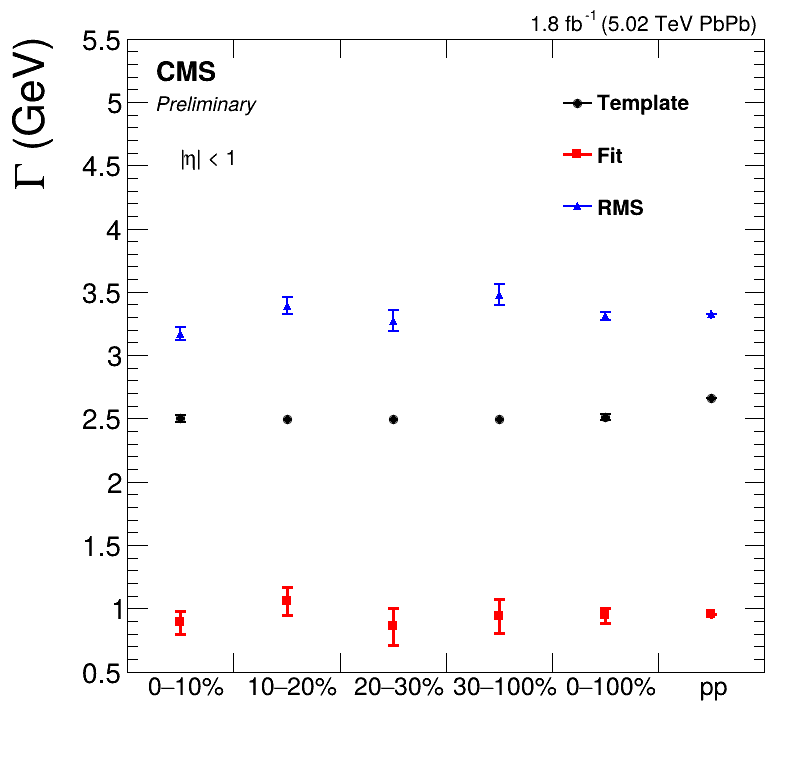 1.8 fb⁻¹ (5.02 TeV PbPb)
Γ (GeV)
5.5
5
4.5
4
3.5
3
2.5
2
1.5
1
0.5
CMS
Preliminary
|η| < 1
Template
Fit
RMS
0–10% 10–20% 20–30% 30–100% 0–100% pp